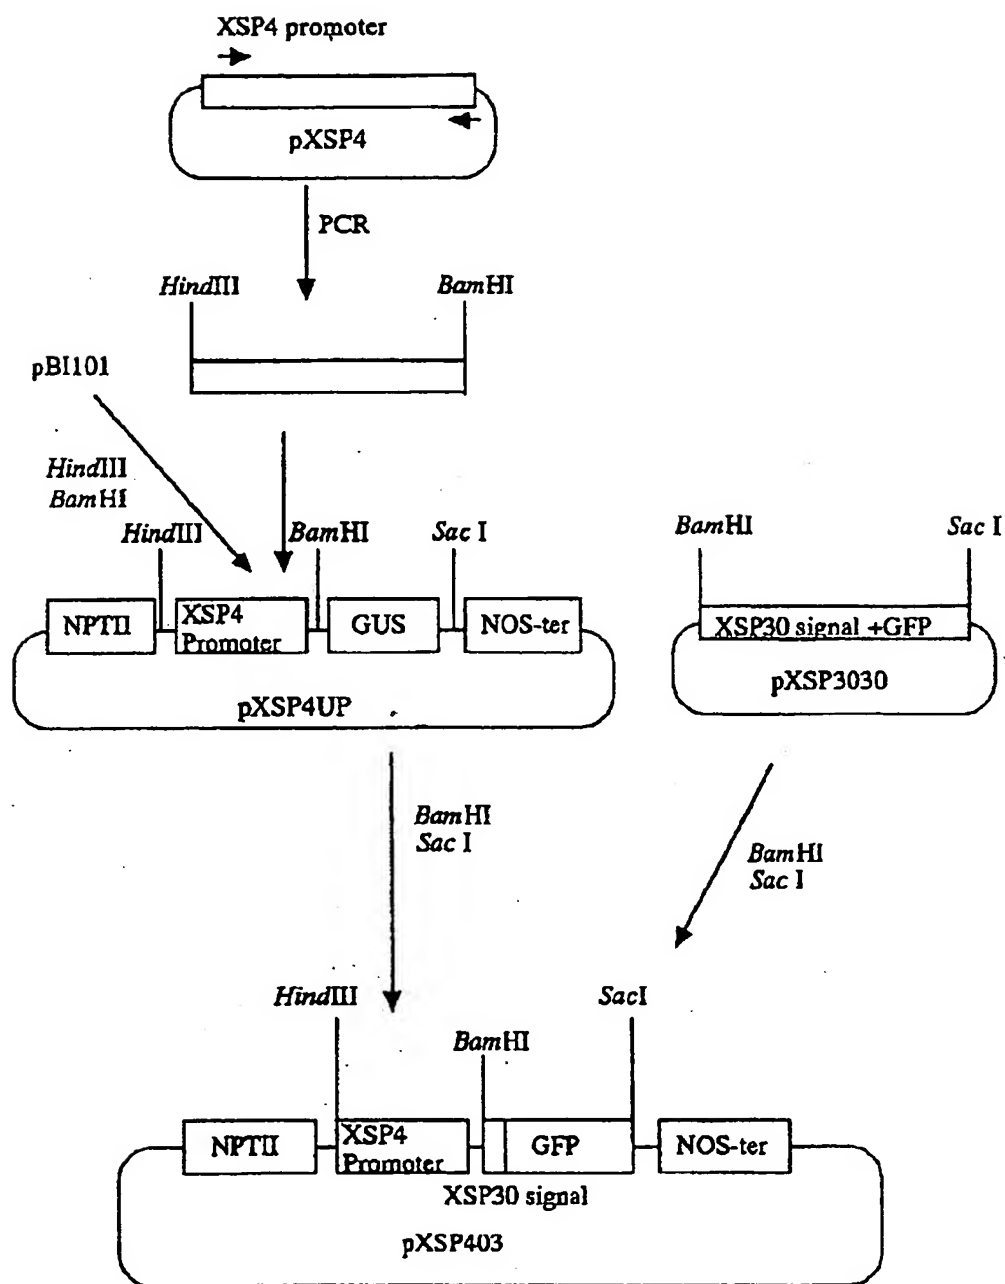 XSP4 promoter
pXSP4
PCR
HindIII
BamHI
pBI101
HindIII
BamHI
HindIII
BamHI
Sac I
NPTII
XSP4
Promoter
GUS
NOS-ter
pXSP4UP
BamHI
Sac I
XSP30 signal +GFP
pXSP3030
BamHI
Sac I
BamHI
Sac I
HindIII
SacI
BamHI
NPTII
XSP4
Promoter
GFP
NOS-ter
XSP30 signal
pXSP403